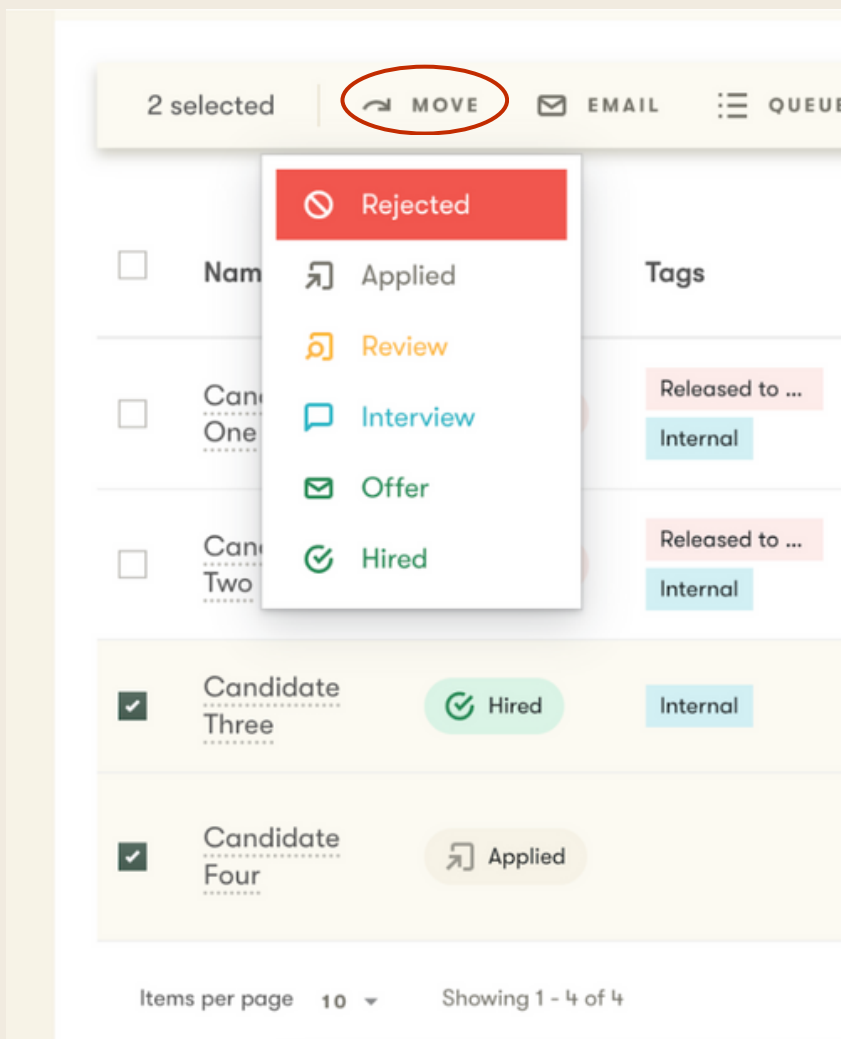 2 selected MOVE EMAIL QUEUE
Rejected
Applied
Review
Interview
Offer
Hired
Nam Tags
Can
One
Released to ...
Internal
Can
Two
Released to ...
Internal
Candidate
Three
Hired
Internal
Candidate
Four
Applied
Items per page 10 Showing 1 - 4 of 4